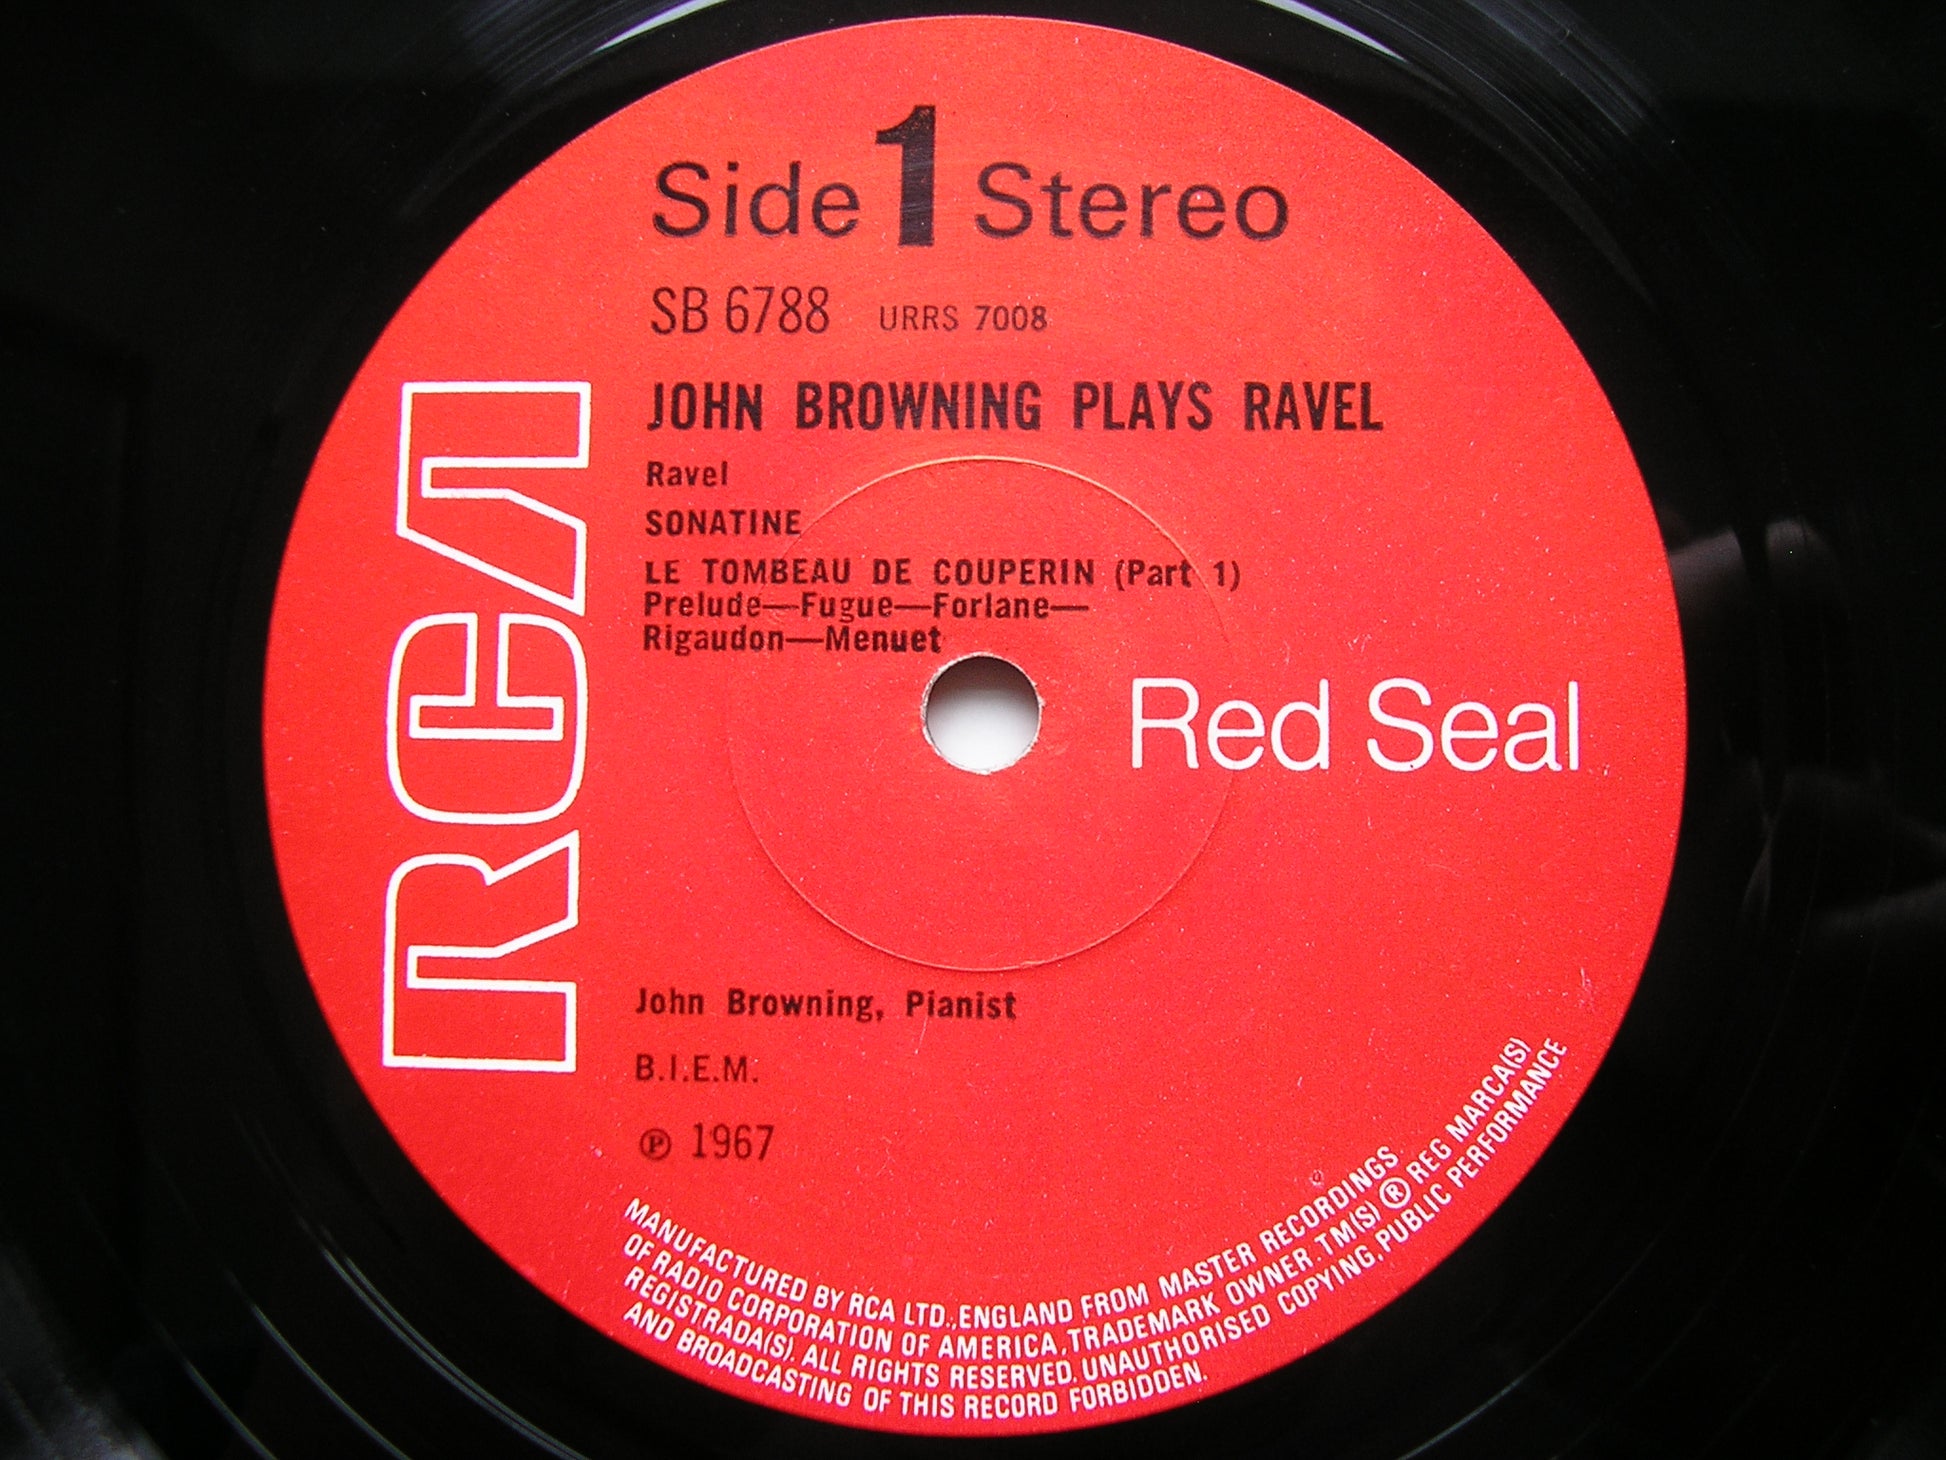 Side 1 Stereo
SB 6788 URRS 7008
JOHN BROWNING PLAYS RAVEL
Ravel
SONATINE
LE TOMBEAU DE COUPERIN (Part 1)
Prelude—Fugue—Forlane—
Rigaudon—Menuet
RCA
Red Seal
John Browning, Pianist
B.I.E.M.
℗ 1967
MANUFACTURED BY RCA LTD., ENGLAND FROM MASTER RECORDINGS
OF RADIO CORPORATION OF AMERICA, TRADEMARK OWNER. TM(S) ® REG MARCA(S)
REGISTRADA(S). ALL RIGHTS RESERVED. UNAUTHORISED COPYING, PUBLIC PERFORMANCE
AND BROADCASTING OF THIS RECORD FORBIDDEN.